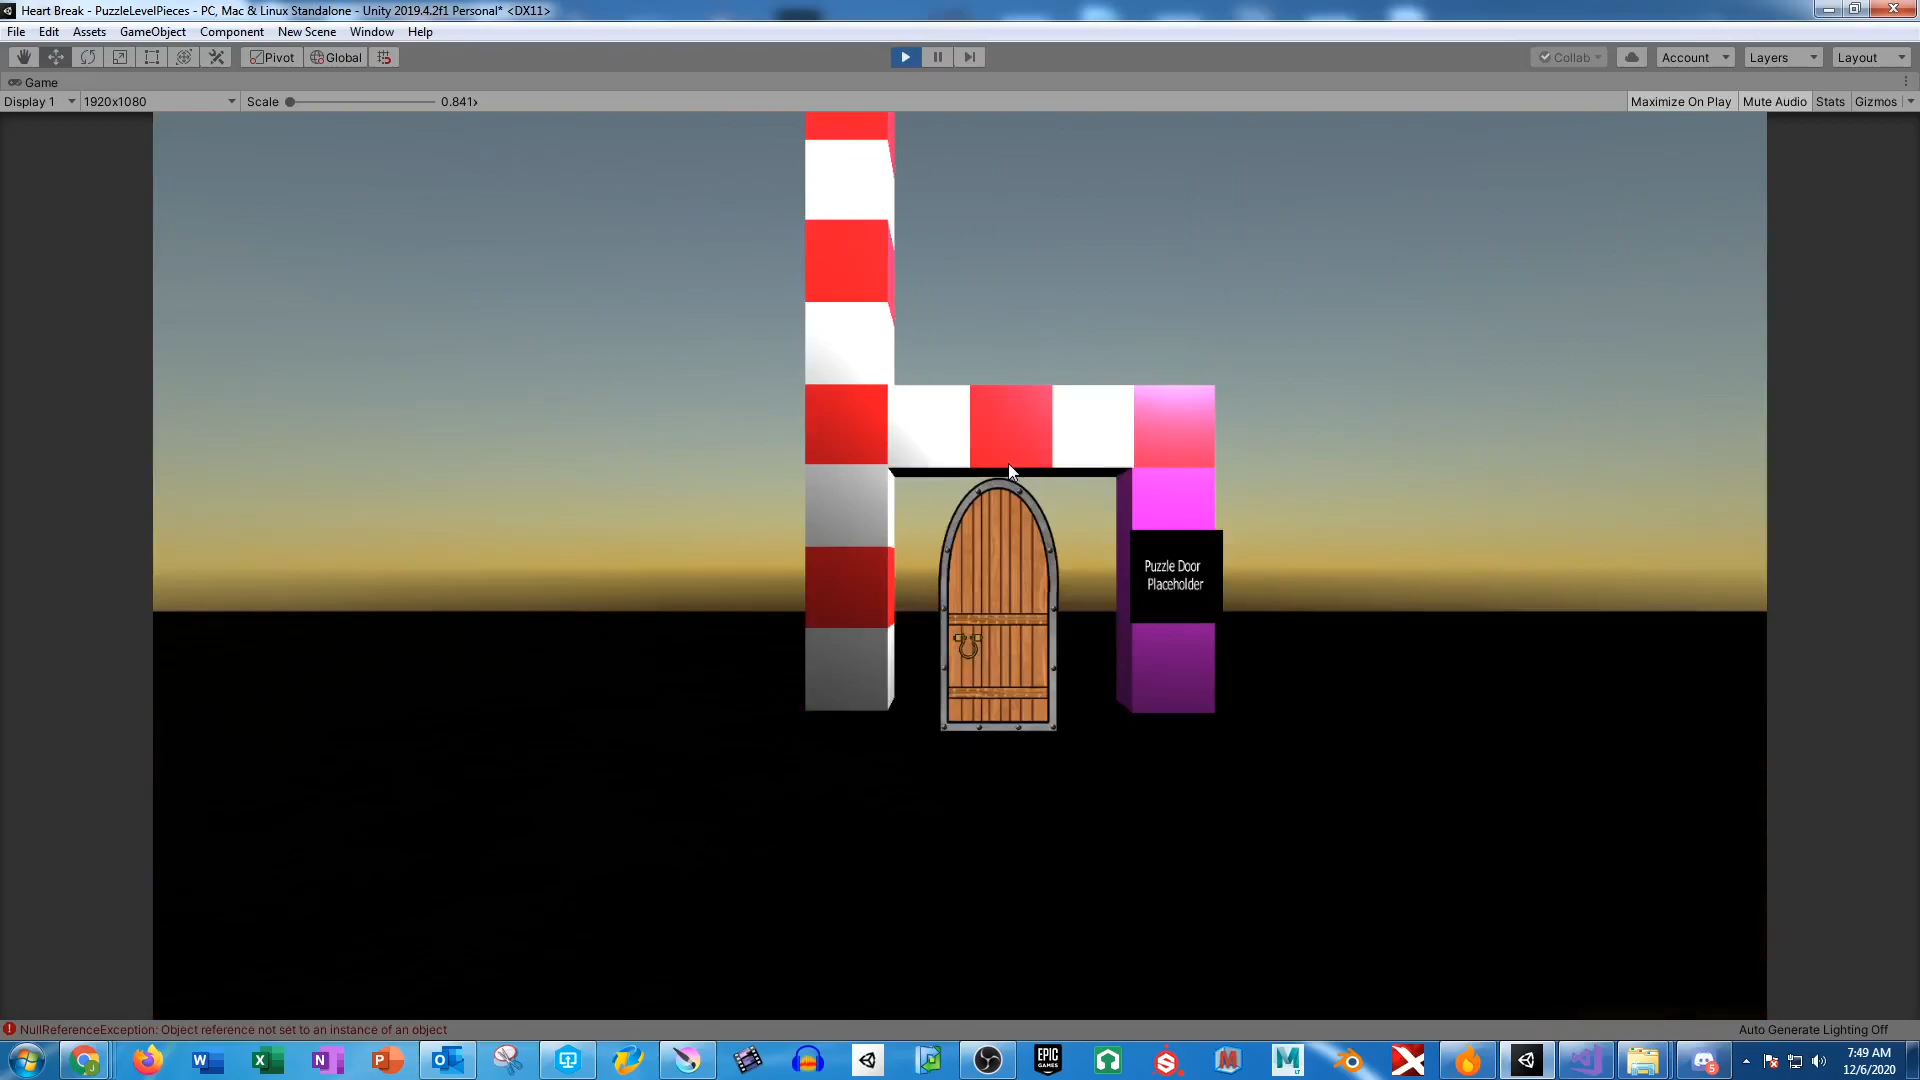 Heart Break - PuzzleLevelPieces - PC, Mac & Linux Standalone - Unity 2019.4.2f1 Personal* <DX11>
File Edit Assets GameObject Component New Scene Window Help
Pivot Global Collab Account Layers Layout
Game
Display 1 1920x1080 Scale 0.841x Maximize On Play Mute Audio Stats Gizmos
Puzzle Door
Placeholder
NullReferenceException: Object reference not set to an instance of an object Auto Generate Lighting Off
EPIC
GAMES
5
7:49 AM
12/6/2020